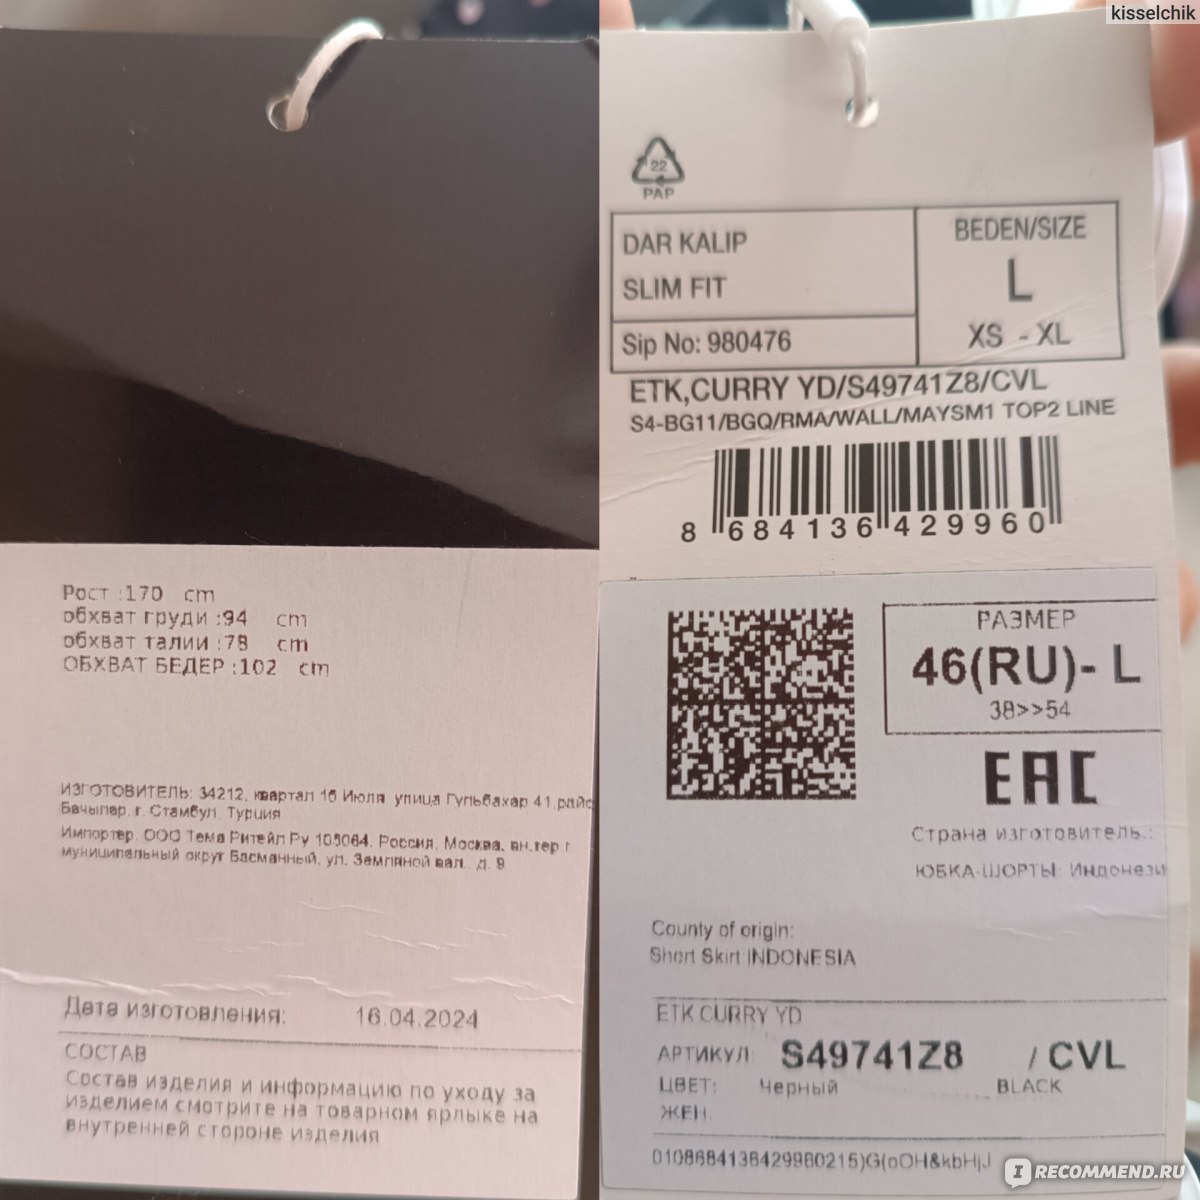 kisselchik
Рост :170 cm
обхват груди :94 cm
обхват талии :78 cm
ОБХВАТ БЕДЕР :102 cm
ИЗГОТОВИТЕЛЬ: 34212, квартал 15 Июля улица Гульбахар 41,райо
Бачылар, г. Стамбул, Турция
Импортер: ООО Тема Ритейл Ру 105064, Россия, Москва, вн.тер.г.
муниципальный округ Басманный, ул. Земляной вал, д. 9
Дата изготовления: 16.04.2024
СОСТАВ
Состав изделия и информацию по уходу за
изделием смотрите на товарном ярлыке на
внутренней стороне изделия
22
PAP
DAR KALIP
SLIM FIT
BEDEN/SIZE
L
XS - XL
Sip No: 980476
ETK,CURRY YD/S49741Z8/CVL
S4-BG11/BGQ/RMA/WALL/MAYSM1 TOP2 LINE
8 684136 429960
РАЗМЕР
46(RU)- L
38>>54
EAC
Страна изготовитель.:
ЮБКА-ШОРТЫ: Индонези
County of origin:
Short Skirt:INDONESIA
ETK CURRY YD
АРТИКУЛ: S49741Z8 / CVL
ЦВЕТ: Черный BLACK
ЖЕН.
0108684136429960215)G(oOH&kbHjJ
IRECOMMEND.RU